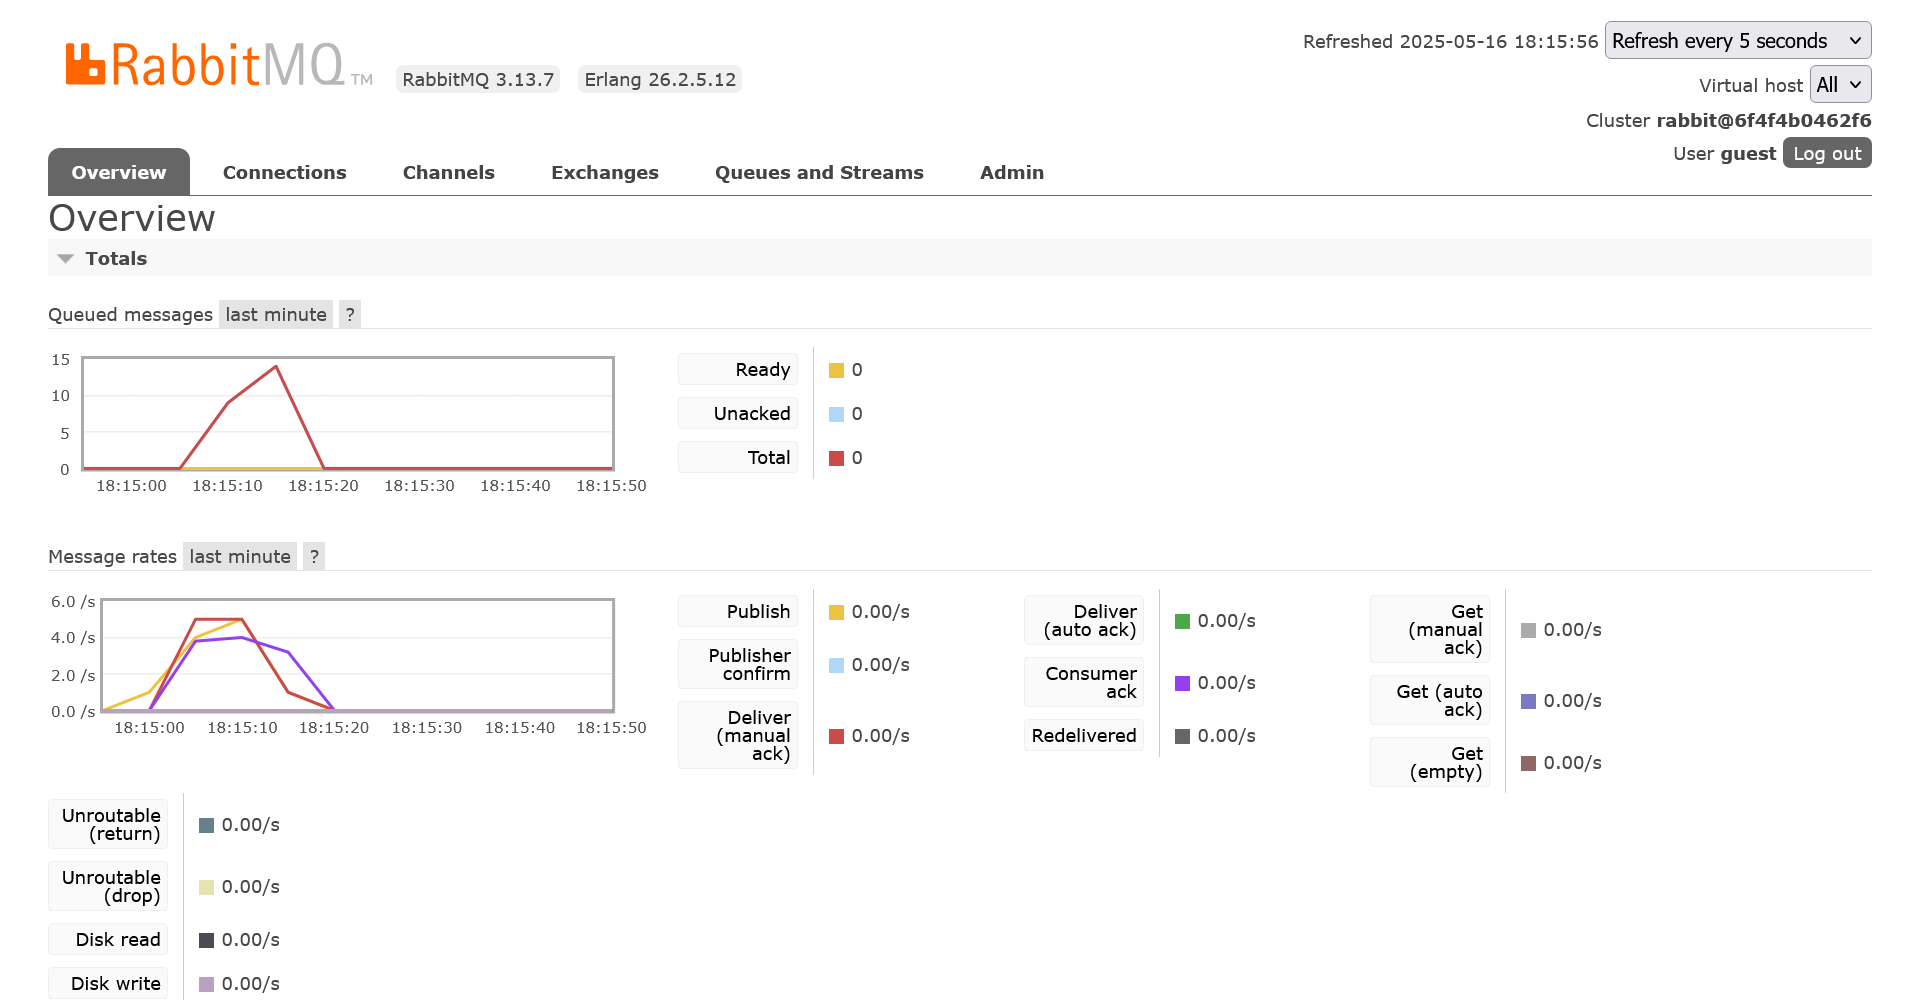 RabbitMQ TM
RabbitMQ 3.13.7
Erlang 26.2.5.12
Refreshed 2025-05-16 18:15:56
Refresh every 5 seconds
Virtual host
All
Cluster rabbit@6f4f4b0462f6
User guest
Log out
Overview
Connections
Channels
Exchanges
Queues and Streams
Admin
Overview
Totals
Queued messages last minute ?
15
10
5
0
18:15:00
18:15:10
18:15:20
18:15:30
18:15:40
18:15:50
Ready
0
Unacked
0
Total
0
Message rates last minute ?
6.0 /s
4.0 /s
2.0 /s
0.0 /s
18:15:00
18:15:10
18:15:20
18:15:30
18:15:40
18:15:50
Publish
0.00/s
Publisher
confirm
0.00/s
Deliver
(manual
ack)
0.00/s
Deliver
(auto ack)
0.00/s
Consumer
ack
0.00/s
Redelivered
0.00/s
Get
(manual
ack)
0.00/s
Get (auto
ack)
0.00/s
Get
(empty)
0.00/s
Unroutable
(return)
0.00/s
Unroutable
(drop)
0.00/s
Disk read
0.00/s
Disk write
0.00/s